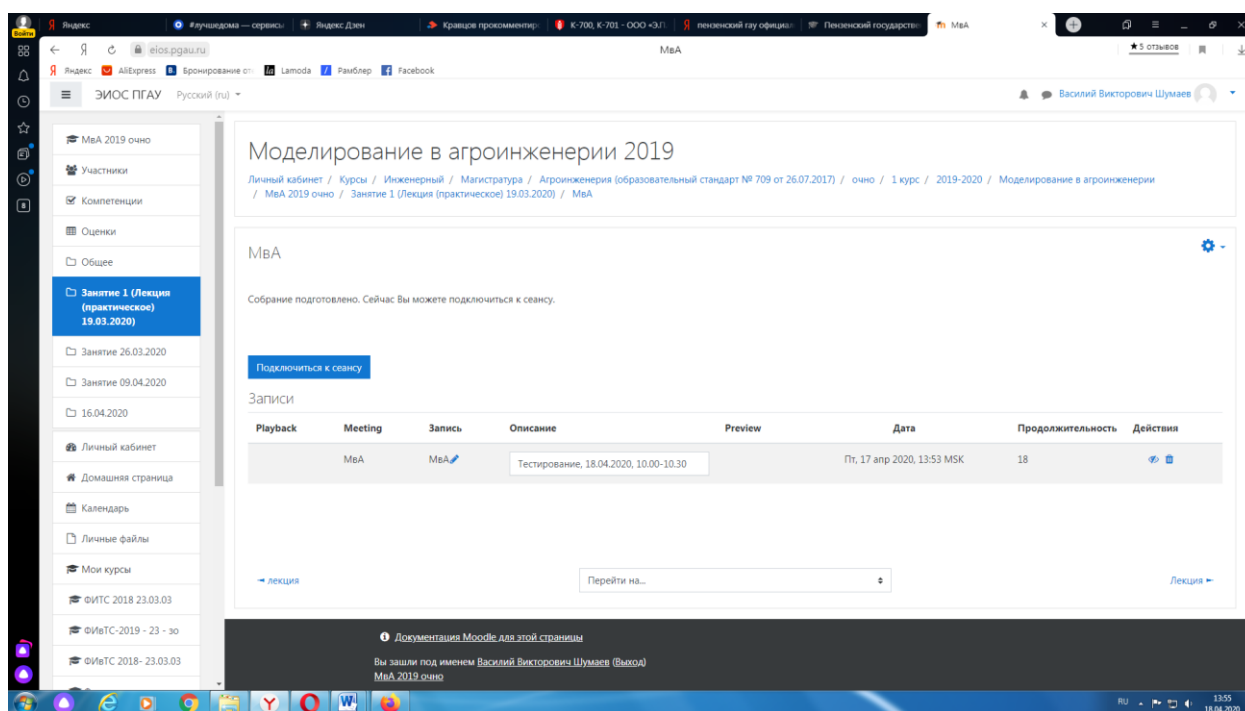 Войти
Яндекс
#лучшедома — сервисы
Яндекс.Дзен
Кравцов прокомментир
К-700, К-701 - ООО «Э.П.
пензенский гау официал
Пензенский государстве
МвА
eios.pgau.ru
МвА
★ 5 отзывов
Яндекс
AliExpress
Бронирование от
Lamoda
Рамблер
Facebook
ЭИОС ПГАУ
Русский (ru)
Василий Викторович Шумаев
8
МвА 2019 очно
Участники
Компетенции
Оценки
Общее
Занятие 1 (Лекция
(практическое)
19.03.2020)
Занятие 26.03.2020
Занятие 09.04.2020
16.04.2020
Личный кабинет
Домашняя страница
Календарь
Личные файлы
Мои курсы
ФИТС 2018 23.03.03
ФИвТС-2019 - 23 - зо
ФИвТС 2018- 23.03.03
Моделирование в агроинженерии 2019
Личный кабинет / Курсы / Инженерный / Магистратура / Агроинженерия (образовательный стандарт № 709 от 26.07.2017) / очно / 1 курс / 2019-2020 / Моделирование в агроинженерии
/ МвА 2019 очно / Занятие 1 (Лекция (практическое) 19.03.2020) / МвА
МвА
Собрание подготовлено. Сейчас Вы можете подключиться к сеансу.
Подключиться к сеансу
Записи
Playback Meeting Запись Описание Preview Дата Продолжительность Действия
МвА МвА Тестирование, 18.04.2020, 10.00-10.30 Пт, 17 апр 2020, 13:53 MSK 18
лекция
Перейти на...
Лекция
Документация Moodle для этой страницы
Вы зашли под именем Василий Викторович Шумаев (Выход)
МвА 2019 очно
RU
13:55
18.04.2020